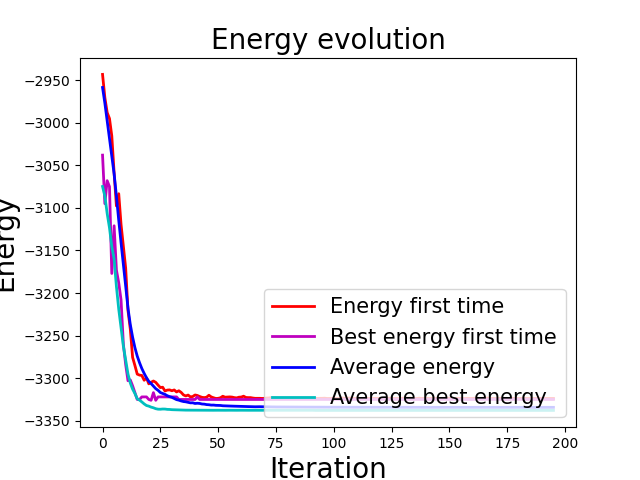 Energy evolution
Energy
−2950
−3000
−3050
−3100
−3150
−3200
−3250
−3300
−3350
Energy first time
Best energy first time
Average energy
Average best energy
0
25
50
75
100
125
150
175
200
Iteration